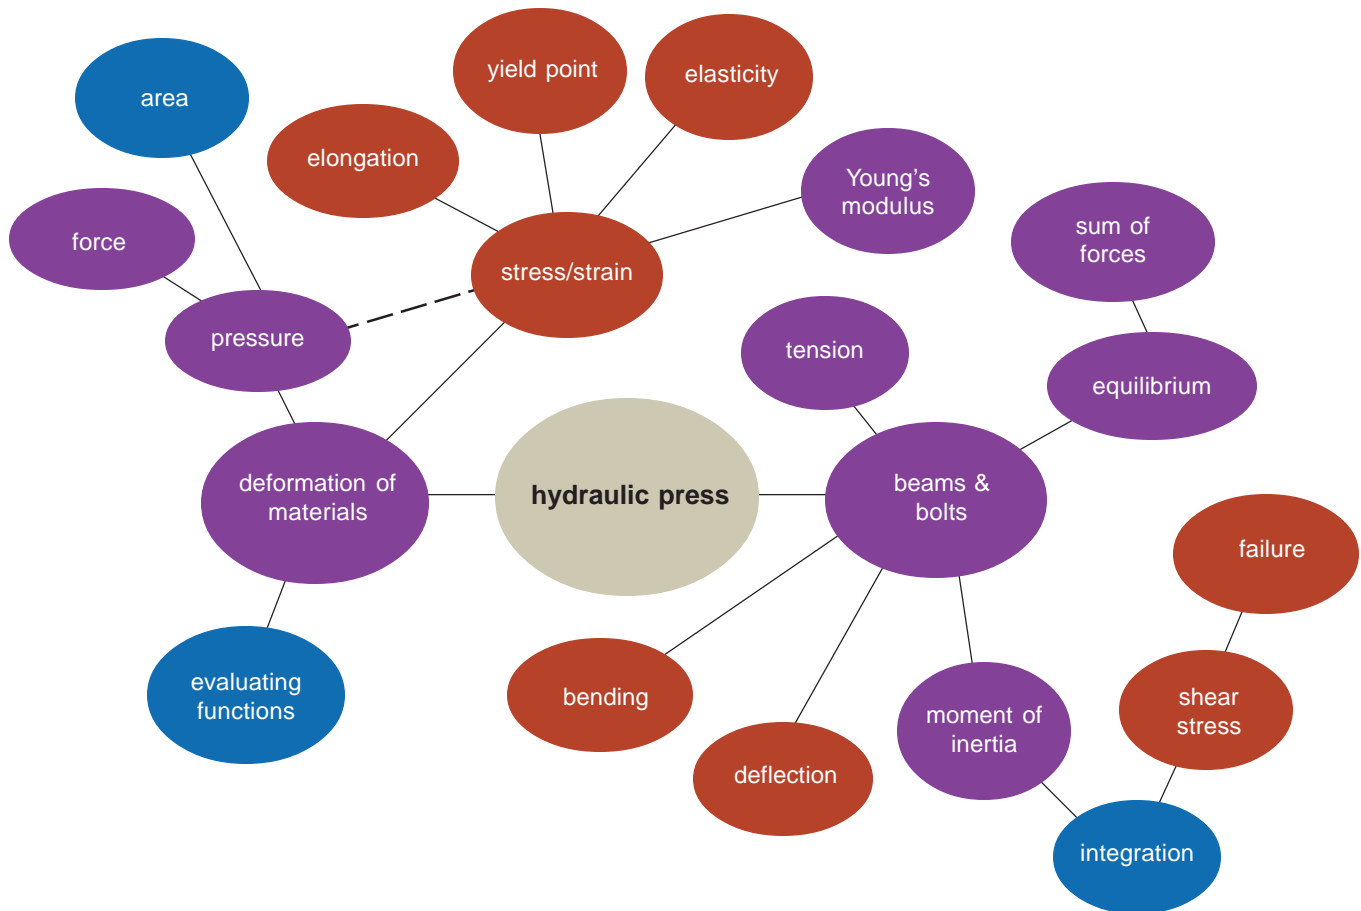 yield point
elasticity
area
elongation
Young's
modulus
force
sum of
forces
stress/strain
pressure
tension
equilibrium
deformation of
materials
hydraulic press
beams &
bolts
failure
evaluating
functions
bending
moment of
inertia
shear
stress
deflection
integration